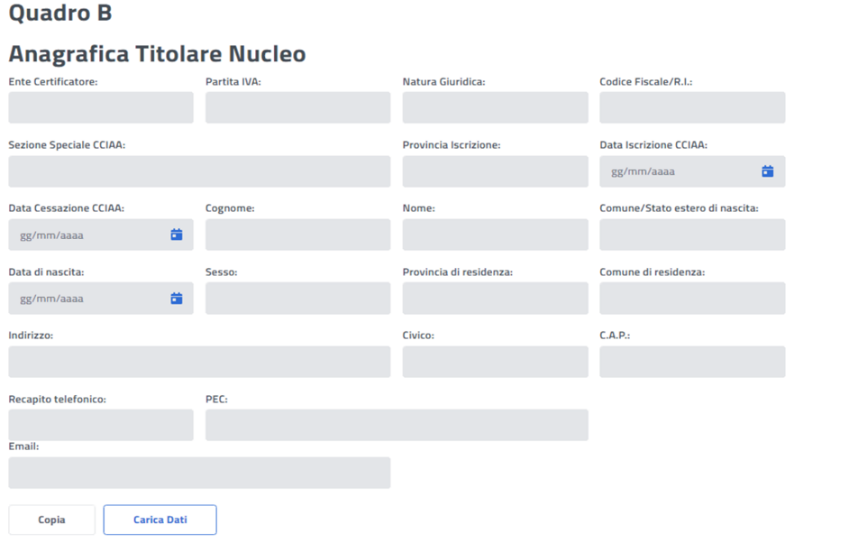 Quadro B
Anagrafica Titolare Nucleo
Ente Certificatore: Partita IVA: Natura Giuridica: Codice Fiscale/R.I.:
Sezione Speciale CCIAA: Provincia Iscrizione: Data Iscrizione CCIAA:
gg/mm/aaaa
Data Cessazione CCIAA: Cognome: Nome: Comune/Stato estero di nascita:
gg/mm/aaaa
Data di nascita: Sesso: Provincia di residenza: Comune di residenza:
gg/mm/aaaa
Indirizzo: Civico: C.A.P.:
Recapito telefonico: PEC:
Email:
Copia Carica Dati